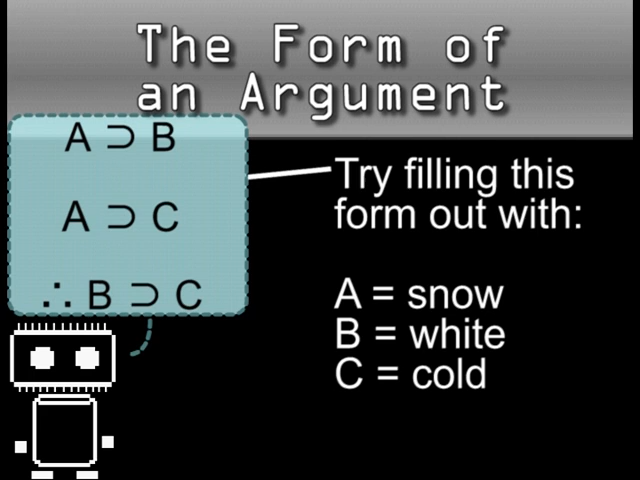 The Form of
an Argument
A ⊃ B
A ⊃ C
∴ B ⊃ C
Try filling this
form out with:
A = snow
B = white
C = cold